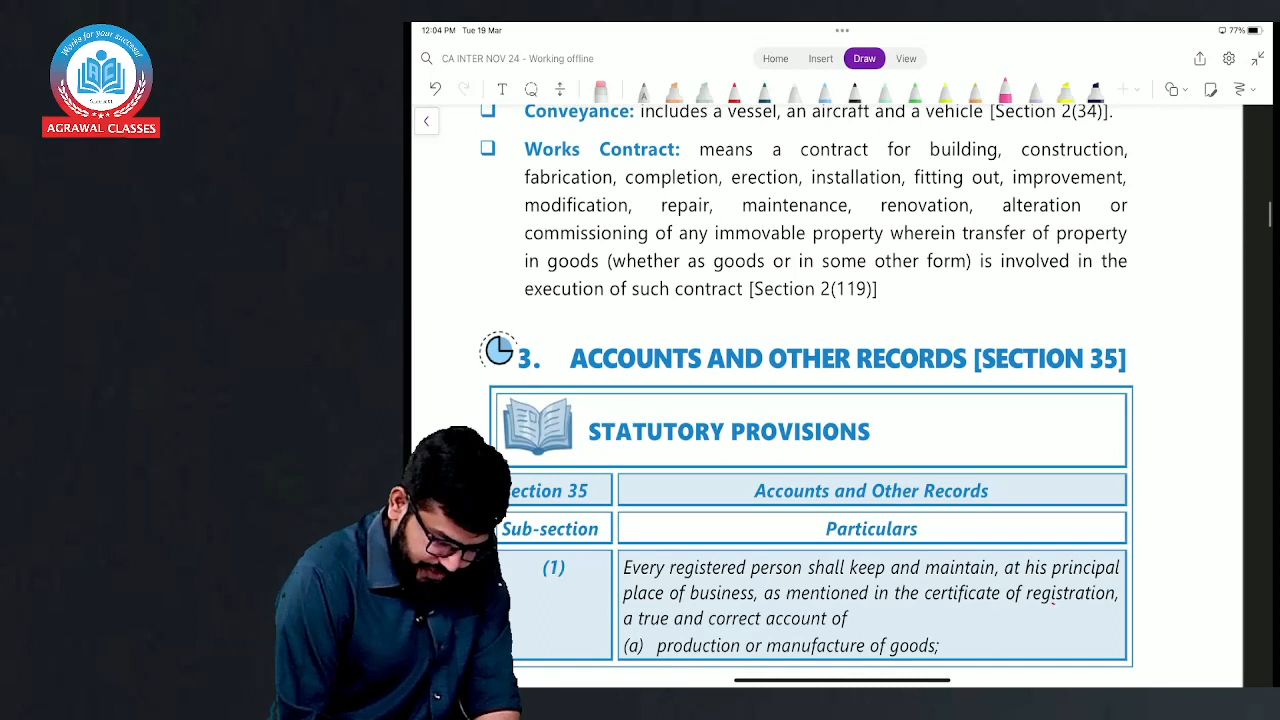 Works for your success
AC
AGRAWAL CLASSES
12:04 PM Tue 19 Mar
77%
CA INTER NOV 24 - Working offline
Home Insert Draw View
Conveyance: includes a vessel, an aircraft and a vehicle [Section 2(34)].
Works Contract: means a contract for building, construction,
fabrication, completion, erection, installation, fitting out, improvement,
modification, repair, maintenance, renovation, alteration or
commissioning of any immovable property wherein transfer of property
in goods (whether as goods or in some other form) is involved in the
execution of such contract [Section 2(119)]
3. ACCOUNTS AND OTHER RECORDS [SECTION 35]
STATUTORY PROVISIONS
ection 35 Accounts and Other Records
Sub-section Particulars
(1) Every registered person shall keep and maintain, at his principal
place of business, as mentioned in the certificate of registration,
a true and correct account of
(a) production or manufacture of goods;